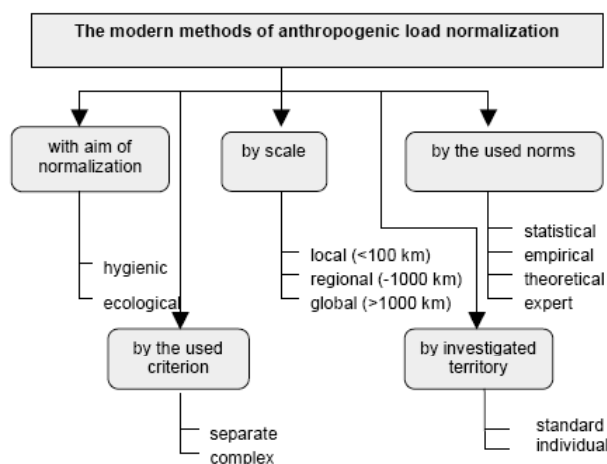 The modern methods of anthropogenic load normalization
with aim of
normalization
hygienic
ecological
by scale
local (<100 km)
regional (-1000 km)
global (>1000 km)
by the used norms
statistical
empirical
theoretical
expert
by the used
criterion
separate
complex
by investigated
territory
standard
individual